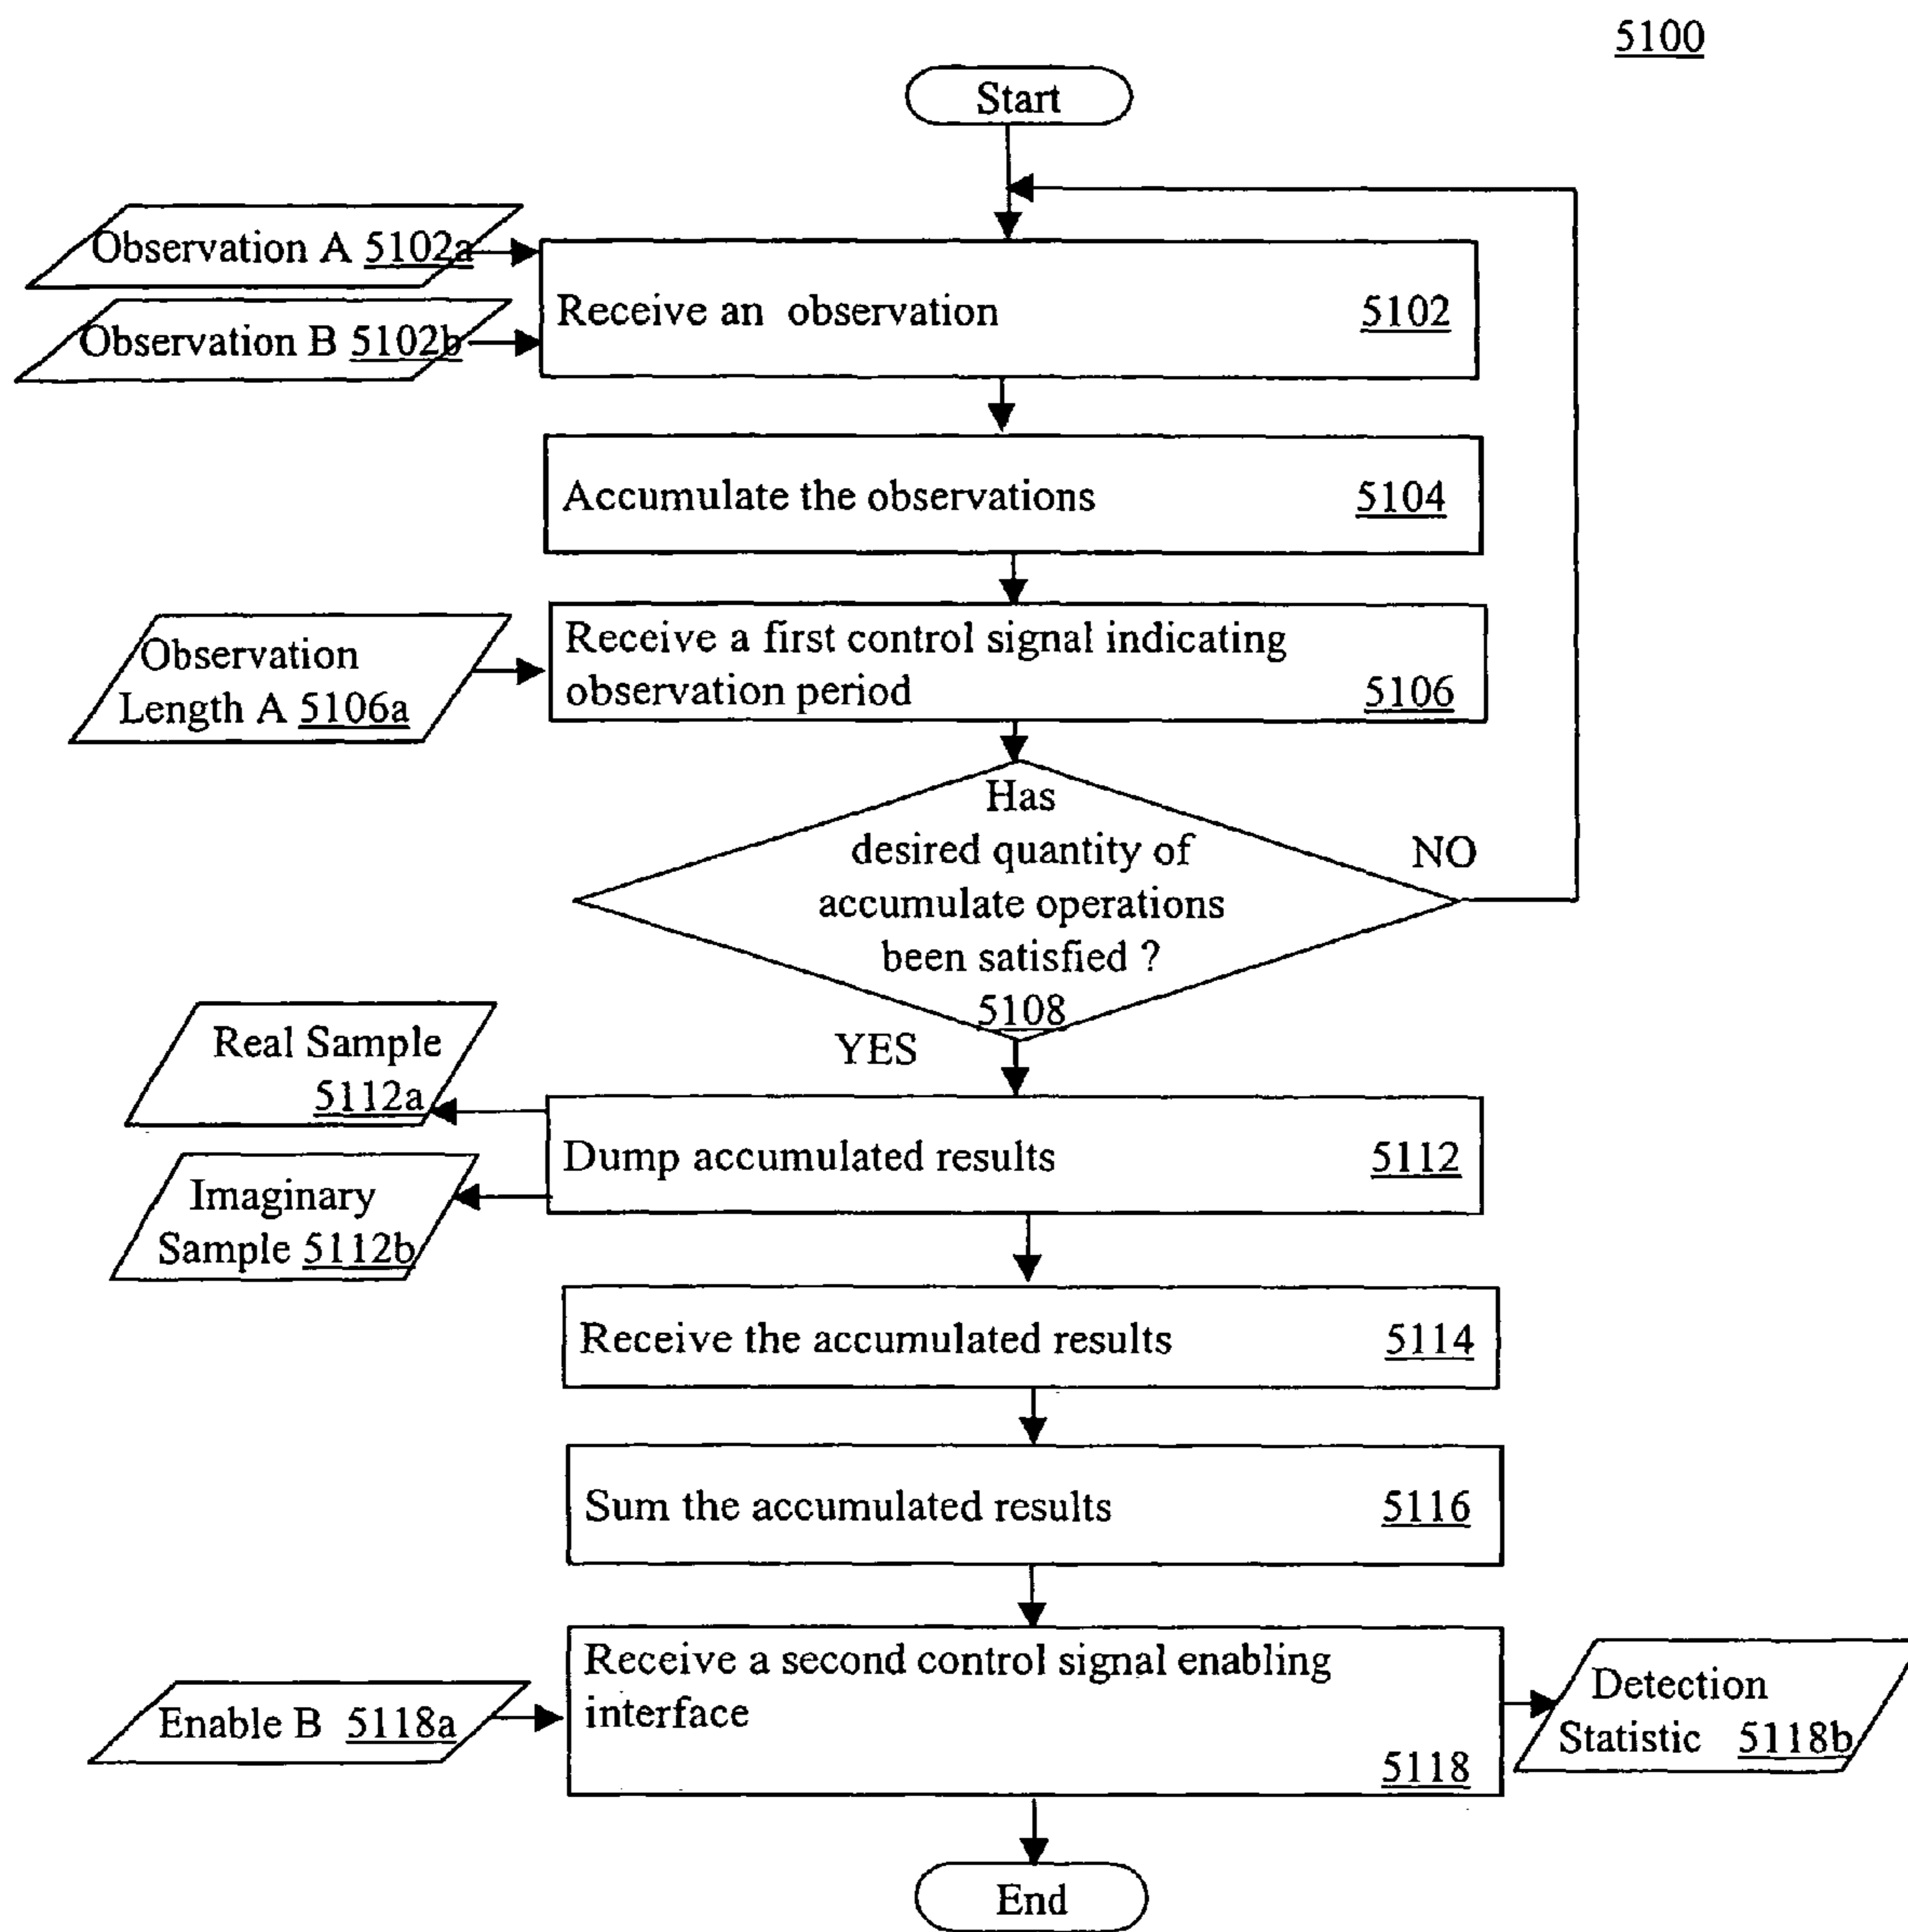 5100
Start
Observation A 5102a
Observation B 5102b
Receive an observation 5102
Accumulate the observations 5104
Observation
Length A 5106a
Receive a first control signal indicating
observation period 5106
Has
desired quantity of
accumulate operations
been satisfied ?
5108
NO
YES
Real Sample
5112a
Imaginary
Sample 5112b
Dump accumulated results 5112
Receive the accumulated results 5114
Sum the accumulated results 5116
Enable B 5118a
Receive a second control signal enabling
interface
5118
Detection
Statistic 5118b
End